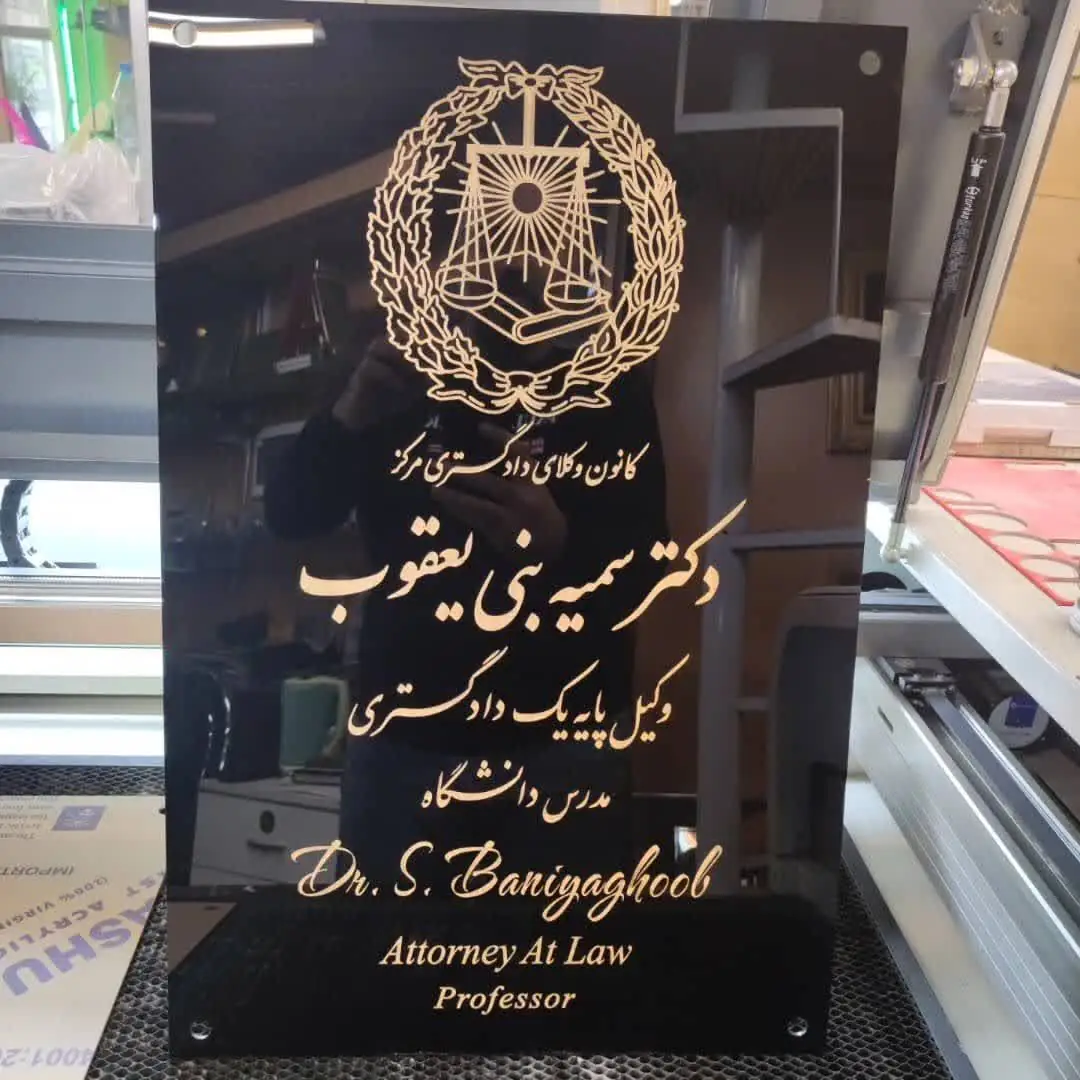 کانون وکلای دادگستری مرکز
دکتر سمیه بنی یعقوب
وکیل پایه یک دادگستری
مدرس دانشگاه
Dr. S. Baniyaghoob
Attorney At Law
Professor